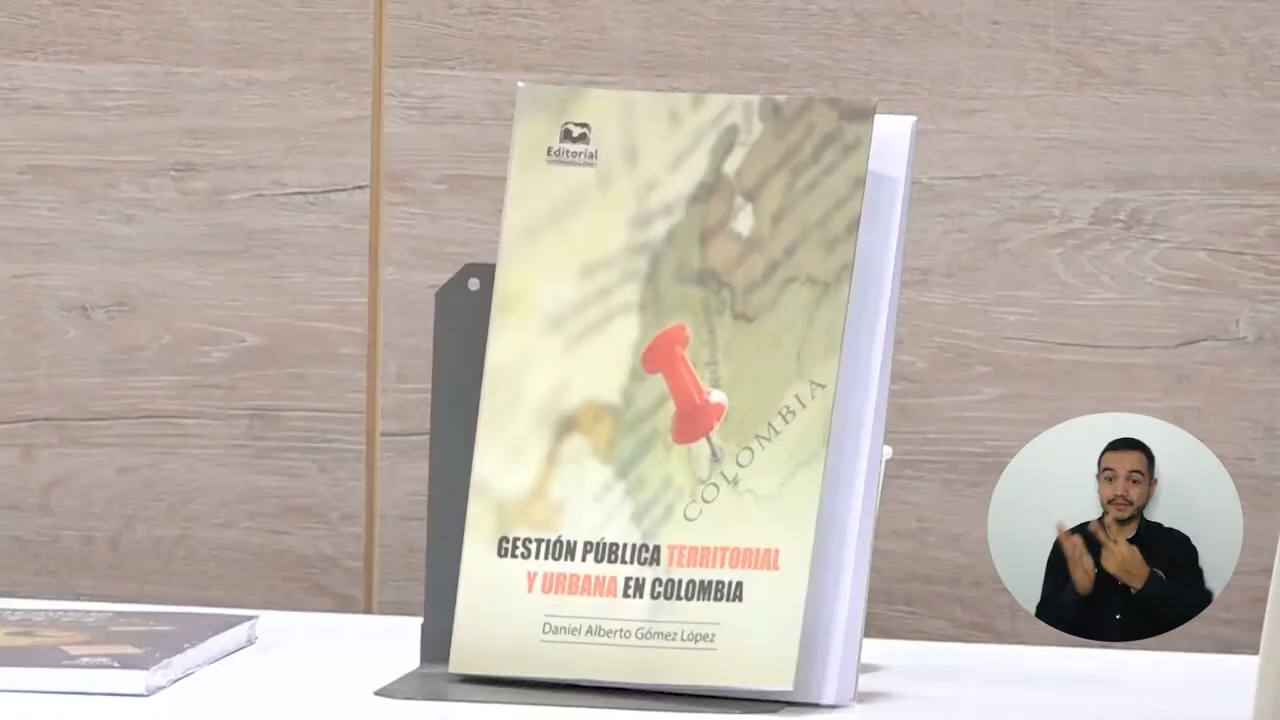 Editorial
COLOMBIA
GESTIÓN PÚBLICA TERRITORIAL
Y URBANA EN COLOMBIA
Daniel Alberto Gómez López